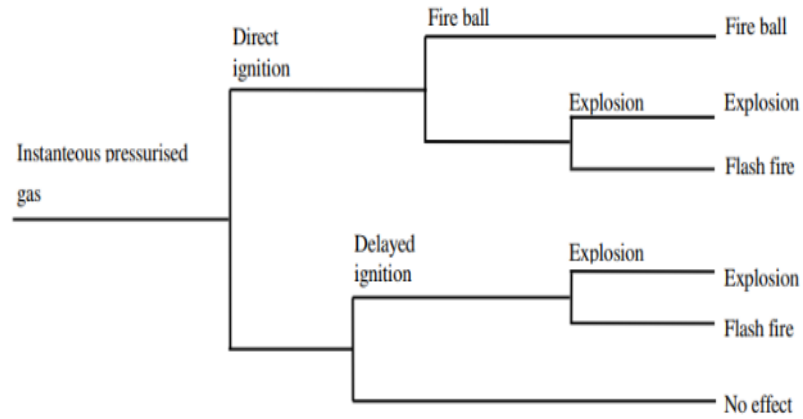 Fire ball
Fire ball
Direct
ignition
Explosion
Explosion
Instanteous pressurised
gas
Flash fire
Delayed
ignition
Explosion
Explosion
Flash fire
No effect